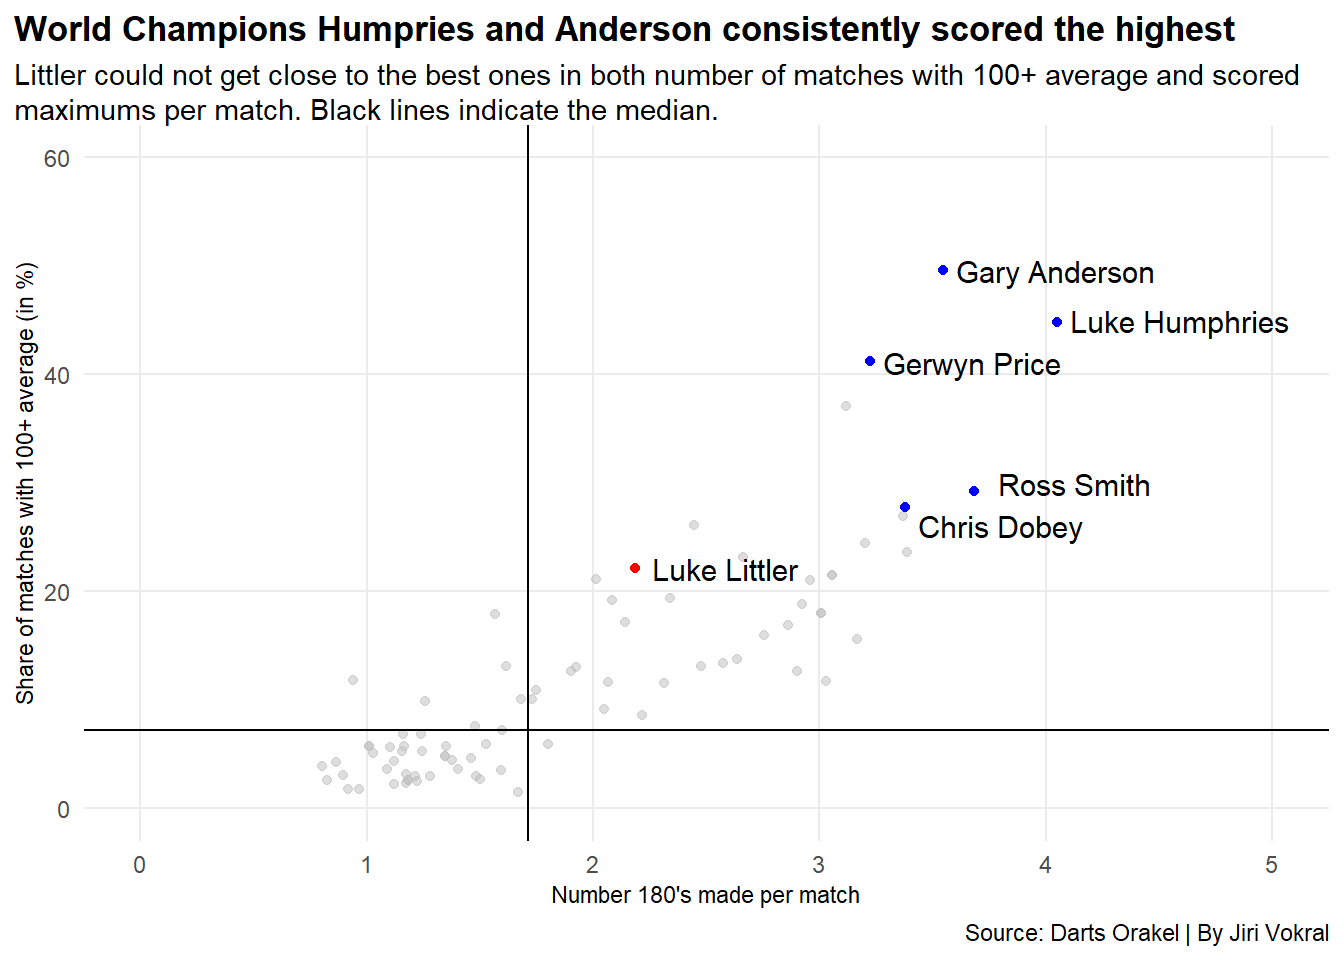 World Champions Humpries and Anderson consistently scored the highest
Littler could not get close to the best ones in both number of matches with 100+ average and scored
maximums per match. Black lines indicate the median.
60
Gary Anderson
Luke Humphries
Gerwyn Price
40
Ross Smith
Chris Dobey
Luke Littler
20
0
Share of matches with 100+ average (in %)
0 1 2 3 4 5
Number 180's made per match
Source: Darts Orakel | By Jiri Vokral